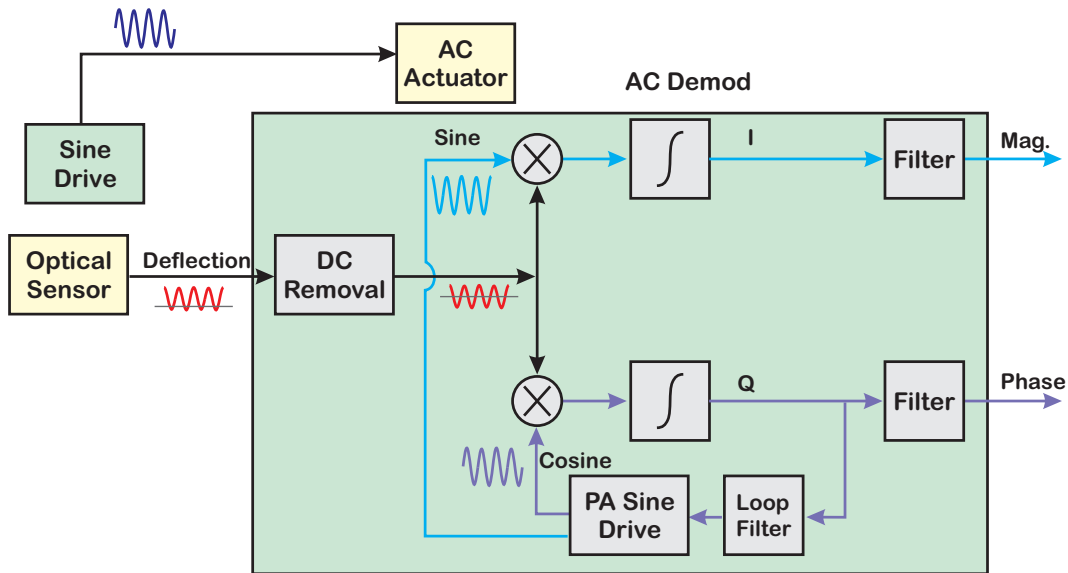 AC
Actuator
AC Demod
Sine
Drive
Sine
I
Filter
Mag.
Optical
Sensor
Deflection
DC
Removal
Q
Filter
Phase
Cosine
PA Sine
Drive
Loop
Filter